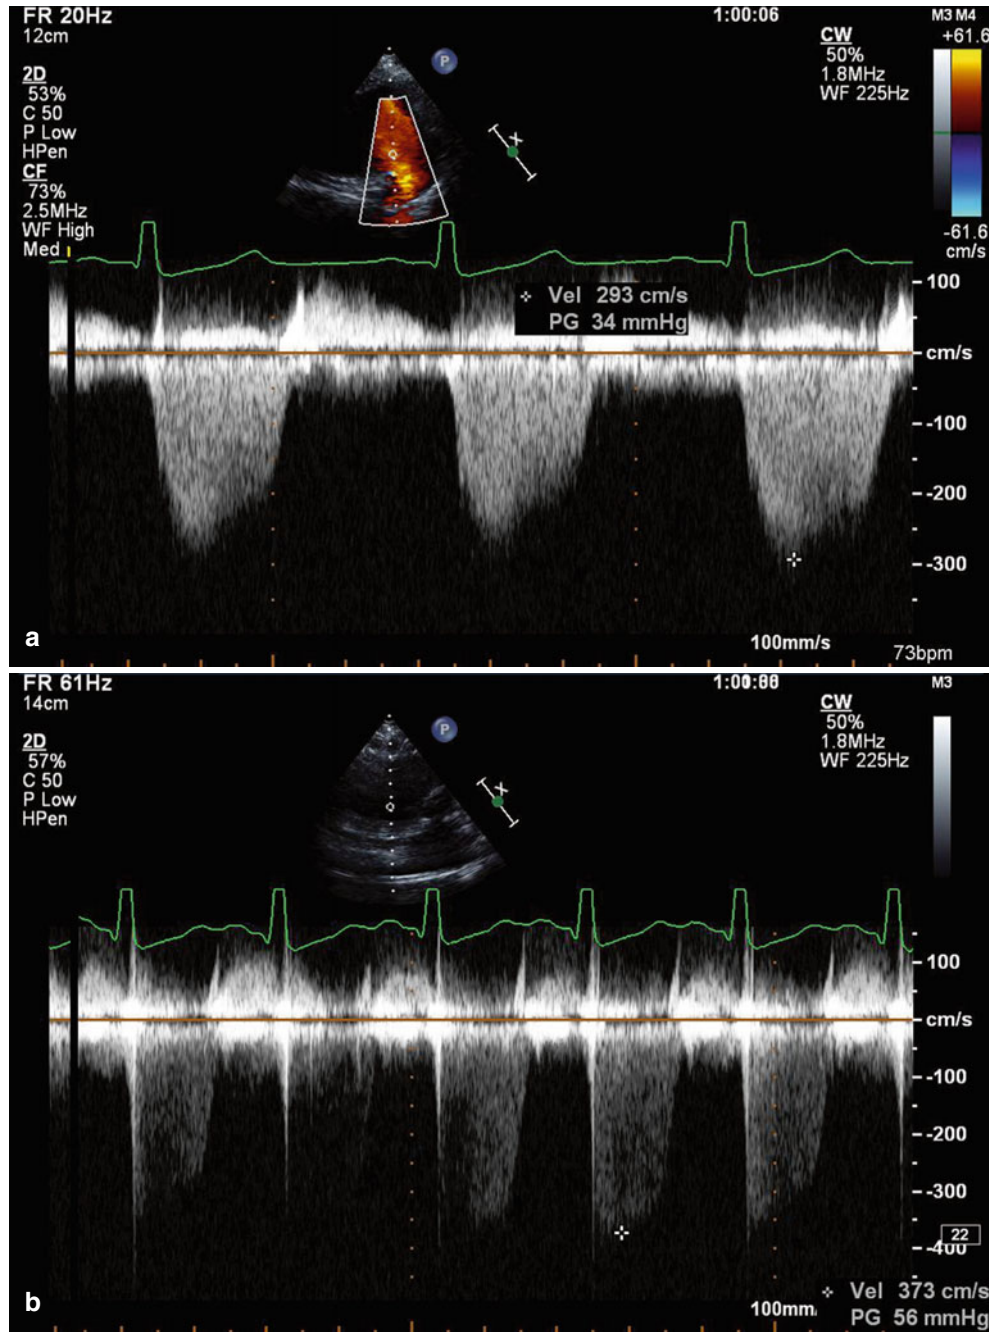 FR 20Hz
12cm
2D
53%
C 50
P Low
HPen
CF
73%
2.5MHz
WF High
Med
1:00:06
P
X
CW
50%
1.8MHz
WF 225Hz
M3 M4
+61.6
-61.6
cm/s
Vel 293 cm/s
PG 34 mmHg
100
cm/s
-100
-200
-300
a
100mm/s
73bpm
FR 61Hz
14cm
2D
57%
C 50
P Low
HPen
P
X
CW
50%
1.8MHz
WF 225Hz
M3
100
cm/s
-100
-200
-300
22
-400
b
100mm/
Vel 373 cm/s
PG 56 mmHg